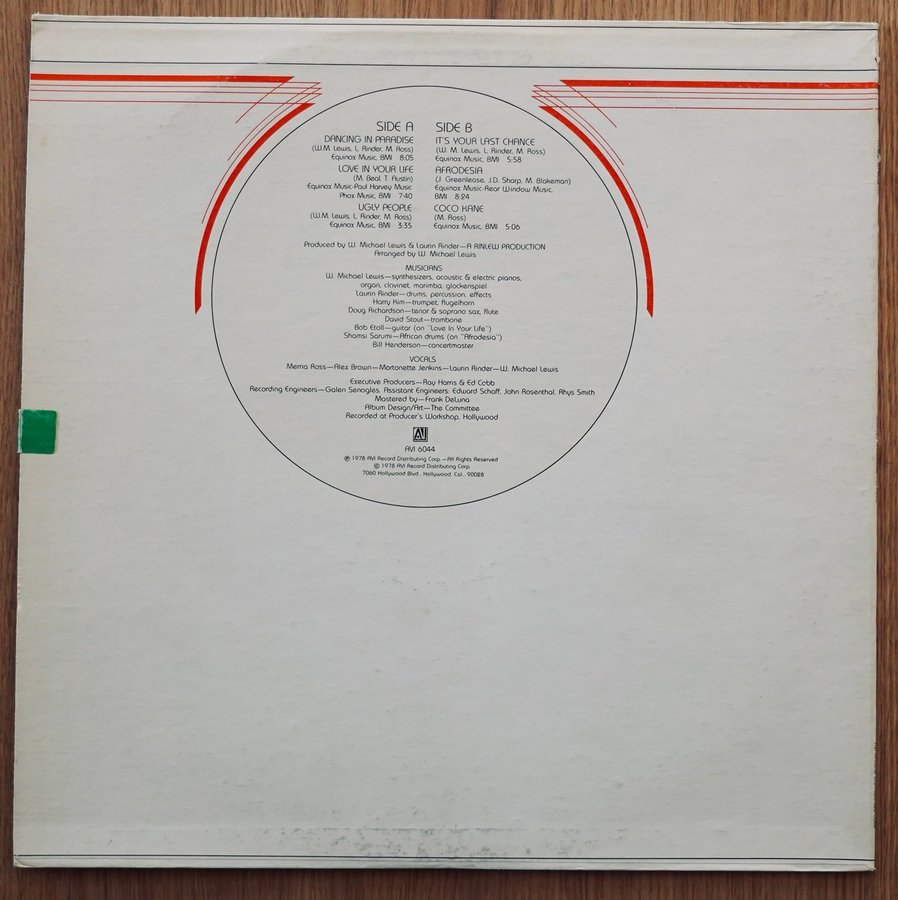 SIDE A
DANCING IN PARADISE
(W.M. Lewis, L. Rinder, M. Ross)
Equinox Music, BMI 8:05
LOVE IN YOUR LIFE
(M. Beal, T. Austin)
Equinox Music-Paul Harvey Music
Phox Music, BMI 7:40
UGLY PEOPLE
(W.M. Lewis, L. Rinder, M. Ross)
Equinox Music, BMI 3:35
SIDE B
IT'S YOUR LAST CHANCE
(W. M. Lewis, L. Rinder, M. Ross)
Equinox Music, BMI 5:58
AFRODESIA
(J. Greenlease, J.D. Sharp, M. Blakeman)
Equinox Music-Rear Window Music,
BMI 8:24
COCO KANE
(M. Ross)
Equinox Music, BMI 5:06
Produced by W. Michael Lewis & Laurin Rinder—A RINLEW PRODUCTION
Arranged by W. Michael Lewis
MUSICIANS
W. Michael Lewis—synthesizers, acoustic & electric pianos,
organ, clavinet, marimba, glockenspiel
Laurin Rinder—drums, percussion, effects
Harry Kim—trumpet, flugelhorn
Doug Richardson—tenor & soprano sax, flute
David Stout—trombone
Bob Etoll—guitar (on "Love In Your Life")
Shamsi Sarumi—African drums (on "Afrodesia")
Bill Henderson—concertmaster
VOCALS
Merria Ross—Alex Brown—Mortonette Jenkins—Laurin Rinder—W. Michael Lewis
Executive Producers—Ray Harris & Ed Cobb
Recording Engineers—Galen Senogles, Assistant Engineers: Edward Schaff, John Rosenthal, Rhys Smith
Mastered by—Frank DeLuna
Album Design/Art—The Committee
Recorded at Producer's Workshop, Hollywood
AVI
AVI 6044
℗ 1978 AVI Record Distributing Corp.—All Rights Reserved
© 1978 AVI Record Distributing Corp.
7060 Hollywood Blvd., Hollywood, Cal., 90028